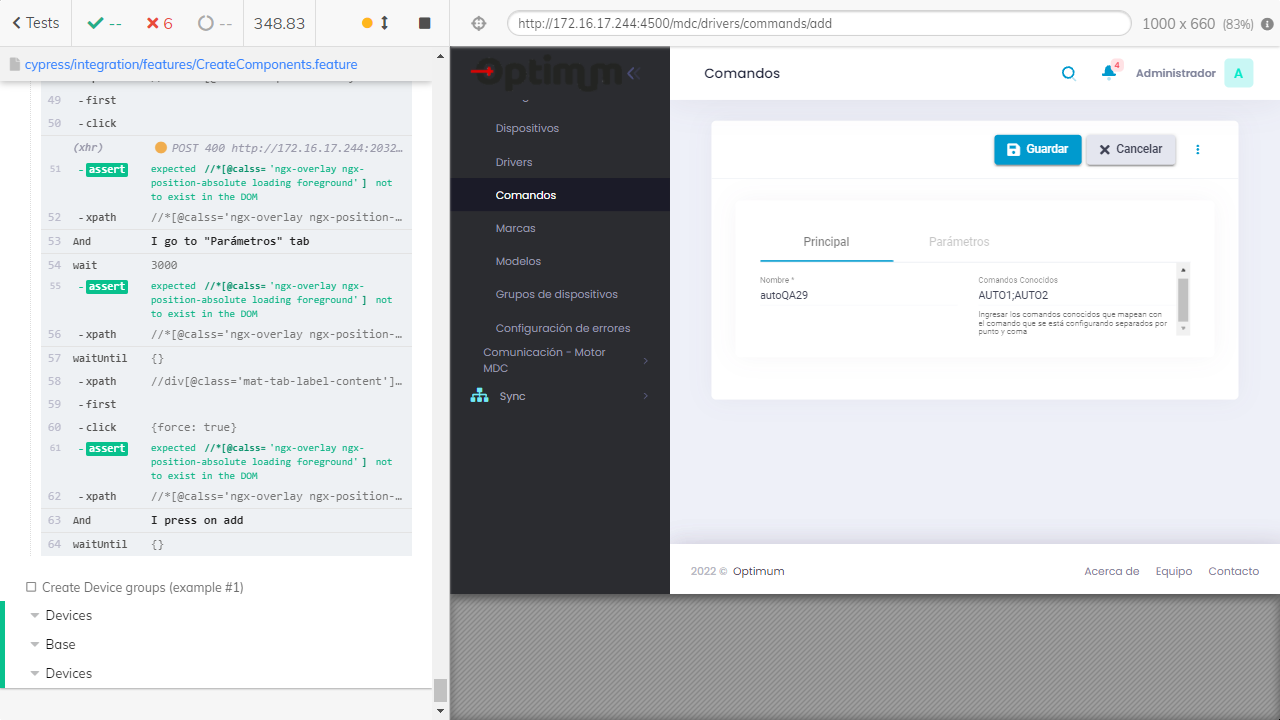 Tests
--
6
--
348.83
http://172.16.17.244:4500/mdc/drivers/commands/add
1000 x 660 (83%)
cypress/integration/features/CreateComponents.feature
49 - first
50 - click
(xhr) POST 400 http://172.16.17.244:2032...
51 - assert expected //*[@calss='ngx-overlay ngx-
position-absolute loading foreground'] not
to exist in the DOM
52 - xpath //*[@calss='ngx-overlay ngx-position-...
53 And I go to "Parámetros" tab
54 wait 3000
55 - assert expected //*[@calss='ngx-overlay ngx-
position-absolute loading foreground'] not
to exist in the DOM
56 - xpath //*[@calss='ngx-overlay ngx-position-...
57 waitUntil {}
58 - xpath //div[@class='mat-tab-label-content']...
59 - first
60 - click {force: true}
61 - assert expected //*[@calss='ngx-overlay ngx-
position-absolute loading foreground'] not
to exist in the DOM
62 - xpath //*[@calss='ngx-overlay ngx-position-...
63 And I press on add
64 waitUntil {}
Create Device groups (example #1)
Devices
Base
Devices
Optimum
Dispositivos
Drivers
Comandos
Marcas
Modelos
Grupos de dispositivos
Configuración de errores
Comunicación - Motor
MDC
Sync
Comandos
4
Administrador
A
Guardar
Cancelar
Principal
Parámetros
Nombre *
autoQA29
Comandos Conocidos
AUTO1;AUTO2
Ingresar los comandos conocidos que mapean con
el comando que se está configurando separados por
punto y coma
2022 © Optimum
Acerca de
Equipo
Contacto